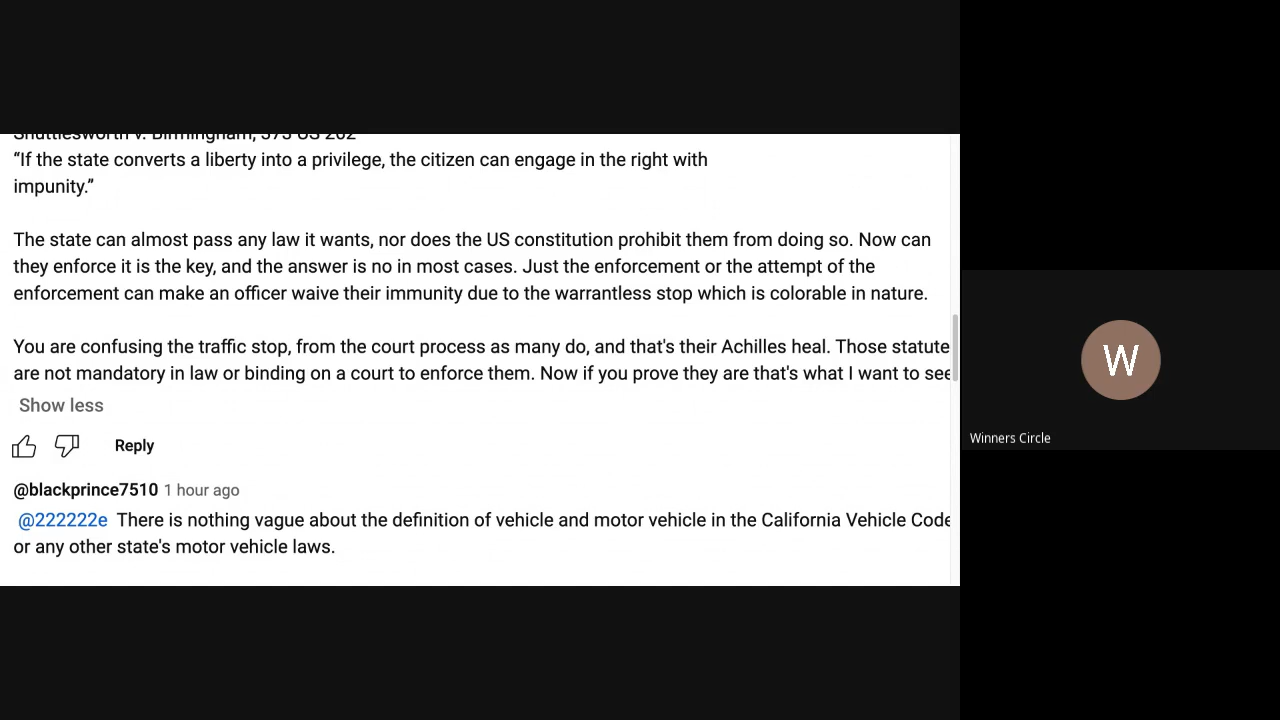 Shuttlesworth v. Birmingham, 373 US 262
“If the state converts a liberty into a privilege, the citizen can engage in the right with
impunity.”
The state can almost pass any law it wants, nor does the US constitution prohibit them from doing so. Now can
they enforce it is the key, and the answer is no in most cases. Just the enforcement or the attempt of the
enforcement can make an officer waive their immunity due to the warrantless stop which is colorable in nature.
You are confusing the traffic stop, from the court process as many do, and that's their Achilles heal. Those statute
are not mandatory in law or binding on a court to enforce them. Now if you prove they are that's what I want to see
Show less
Reply
@blackprince7510 1 hour ago
@222222e There is nothing vague about the definition of vehicle and motor vehicle in the California Vehicle Code
or any other state's motor vehicle laws.
W
Winners Circle